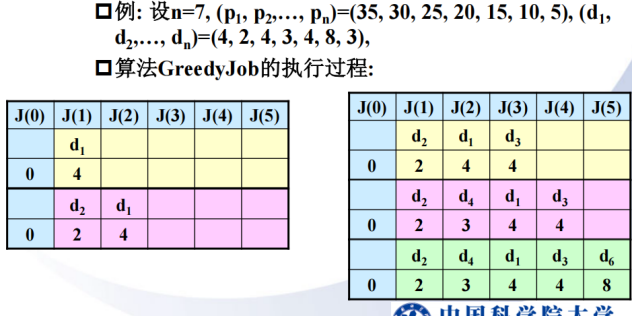 例: 设n=7, (p1, p2,…, pn)=(35, 30, 25, 20, 15, 10, 5), (d1,
d2,…, dn)=(4, 2, 4, 3, 4, 8, 3),
算法GreedyJob的执行过程:
J(0) J(1) J(2) J(3) J(4) J(5)
d1
0 4
d2 d1
0 2 4
J(0) J(1) J(2) J(3) J(4) J(5)
d2 d1 d3
0 2 4 4
d2 d4 d1 d3
0 2 3 4 4
d2 d4 d1 d3 d6
0 2 3 4 4 8
中国科学院大学